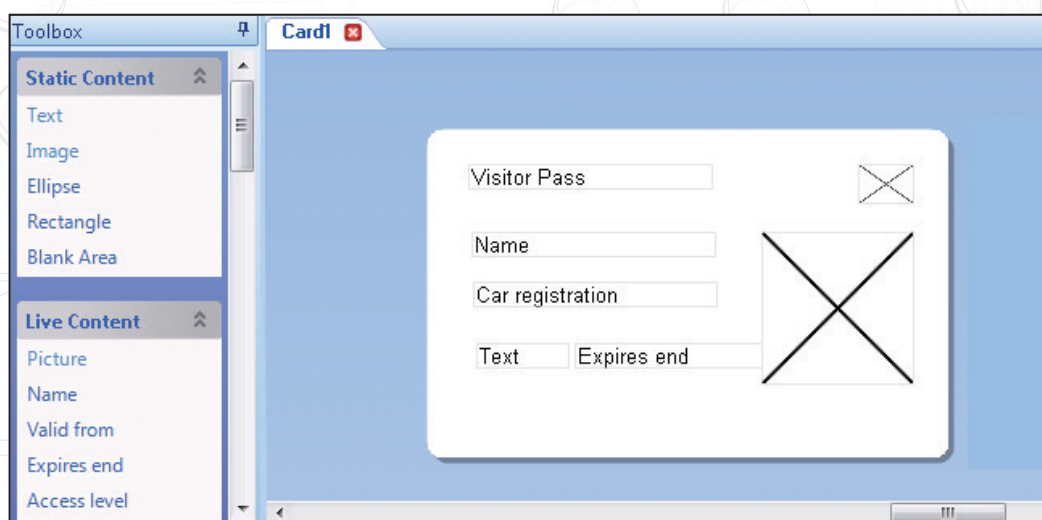 Toolbox
Card1
Static Content
Text
Image
Ellipse
Rectangle
Blank Area
Live Content
Picture
Name
Valid from
Expires end
Access level
Visitor Pass
Name
Car registration
Text Expires end